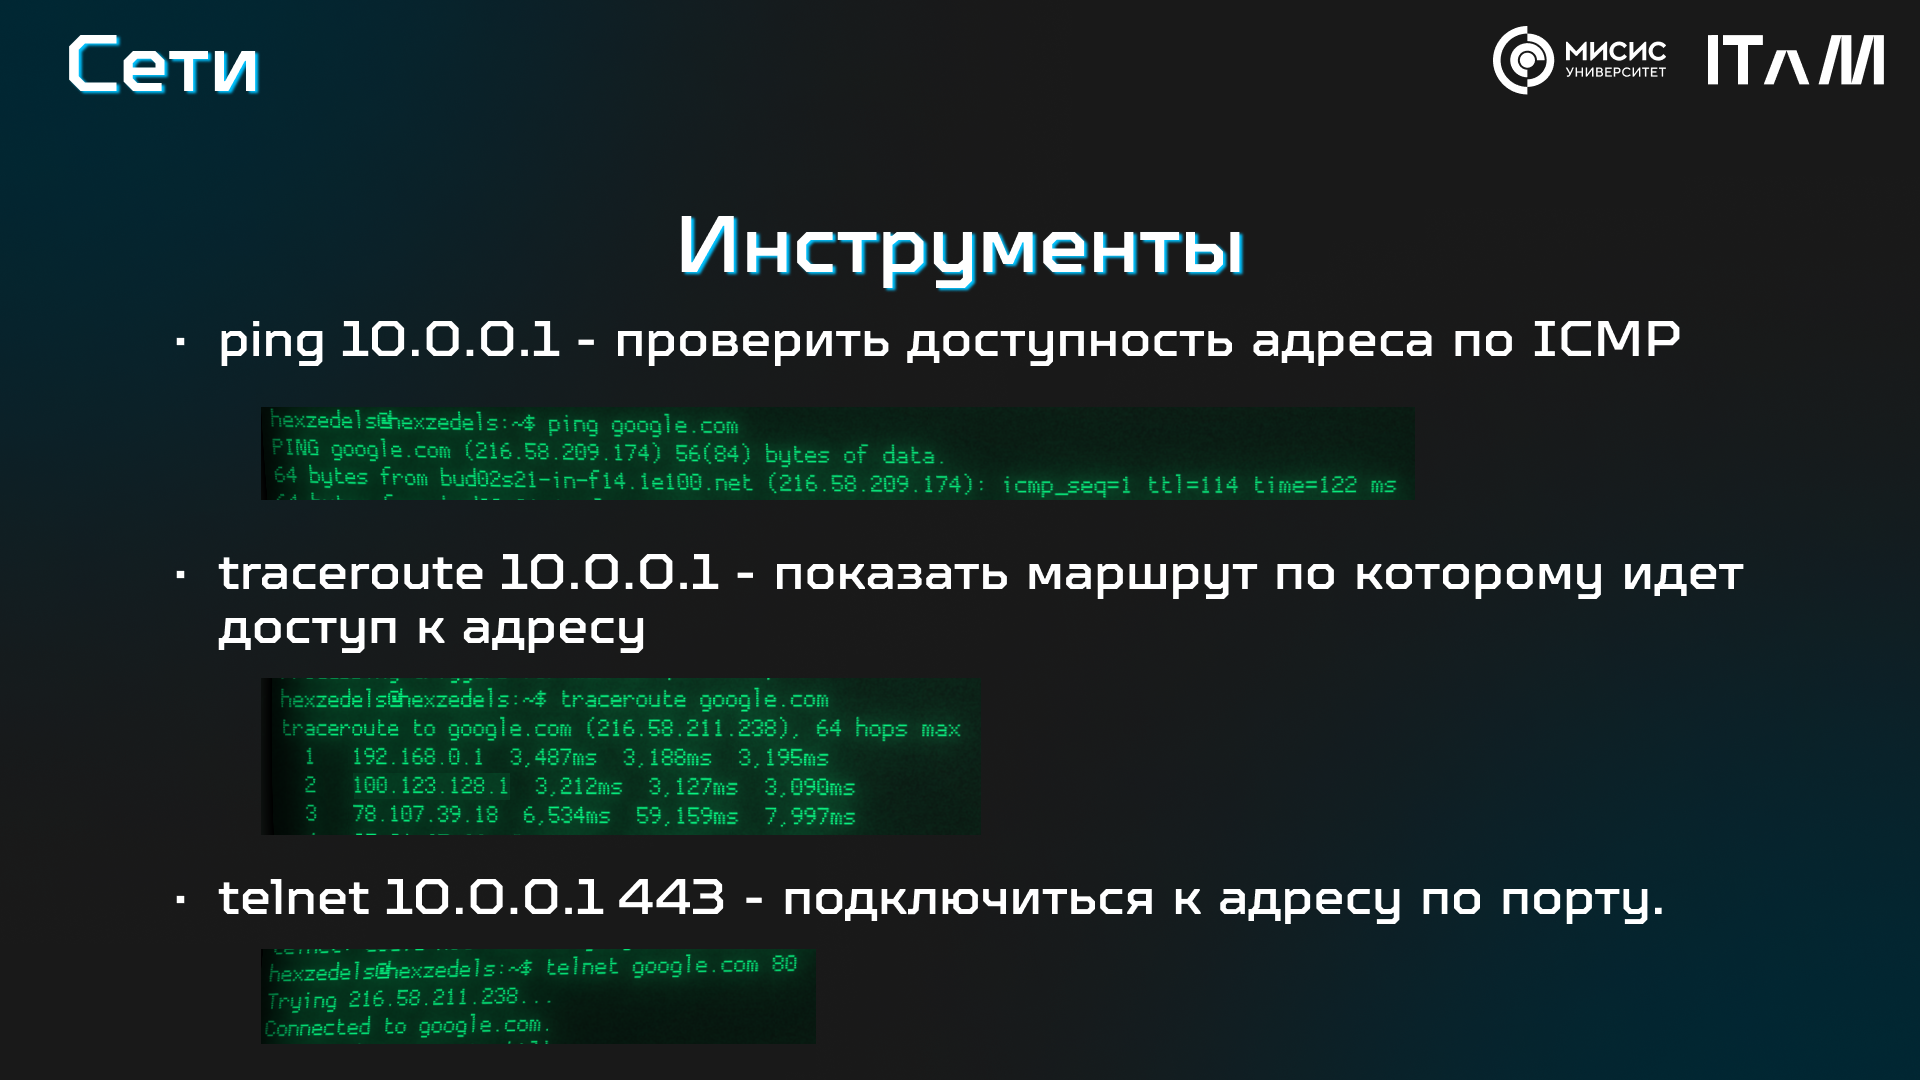 Сети
МИСИС
УНИВЕРСИТЕТ
ITAM
Инструменты
· ping 10.0.0.1 - проверить доступность адреса по ICMP
hexzedels@hexzedels:~$ ping google.com
PING google.com (216.58.209.174) 56(84) bytes of data.
64 bytes from bud02s21-in-f14.1e100.net (216.58.209.174): icmp_seq=1 ttl=114 time=122 ms
· traceroute 10.0.0.1 - показать маршрут по которому идет
доступ к адресу
hexzedels@hexzedels:~$ traceroute google.com
traceroute to google.com (216.58.211.238), 64 hops max
1 192.168.0.1 3,487ms 3,188ms 3,195ms
2 100.123.128.1 3,212ms 3,127ms 3,090ms
3 78.107.39.18 6,534ms 59,159ms 7,997ms
· telnet 10.0.0.1 443 - подключиться к адресу по порту.
hexzedels@hexzedels:~$ telnet google.com 80
Trying 216.58.211.238...
Connected to google.com.